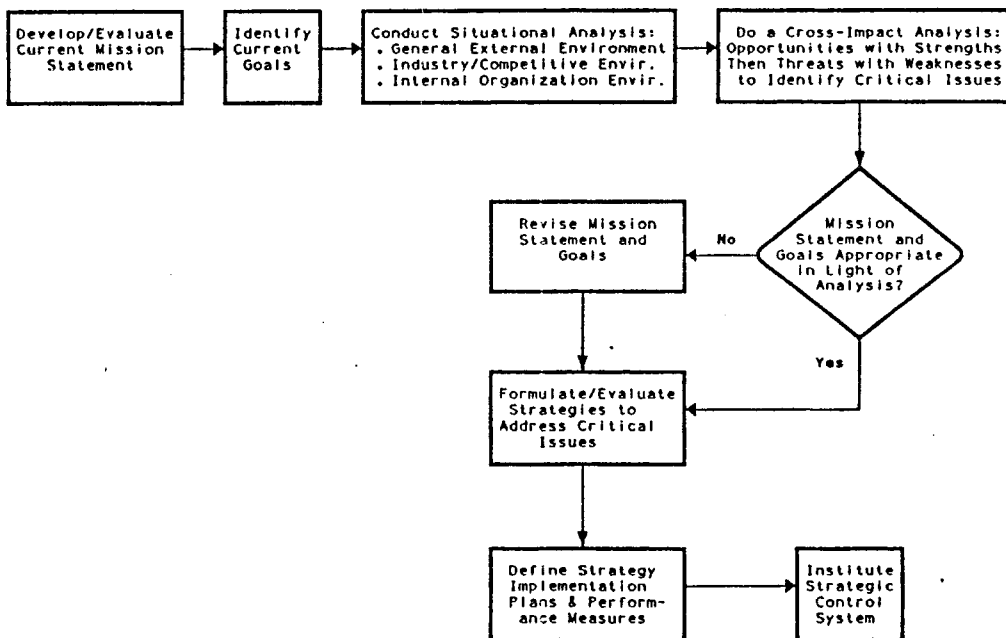 Develop/Evaluate
Current Mission
Statement
Identify
Current
Goals
Conduct Situational Analysis:
. General External Environment
. Industry/Competitive Envir.
. Internal Organization Envir.
Do a Cross-Impact Analysis:
Opportunities with Strengths
Then Threats with Weaknesses
to Identify Critical Issues
Mission
Statement and
Goals Appropriate
in Light of
Analysis?
No
Revise Mission
Statement and
Goals
Yes
Formulate/Evaluate
Strategies to
Address Critical
Issues
Define Strategy
Implementation
Plans & Perform-
ance Measures
Institute
Strategic
Control
System